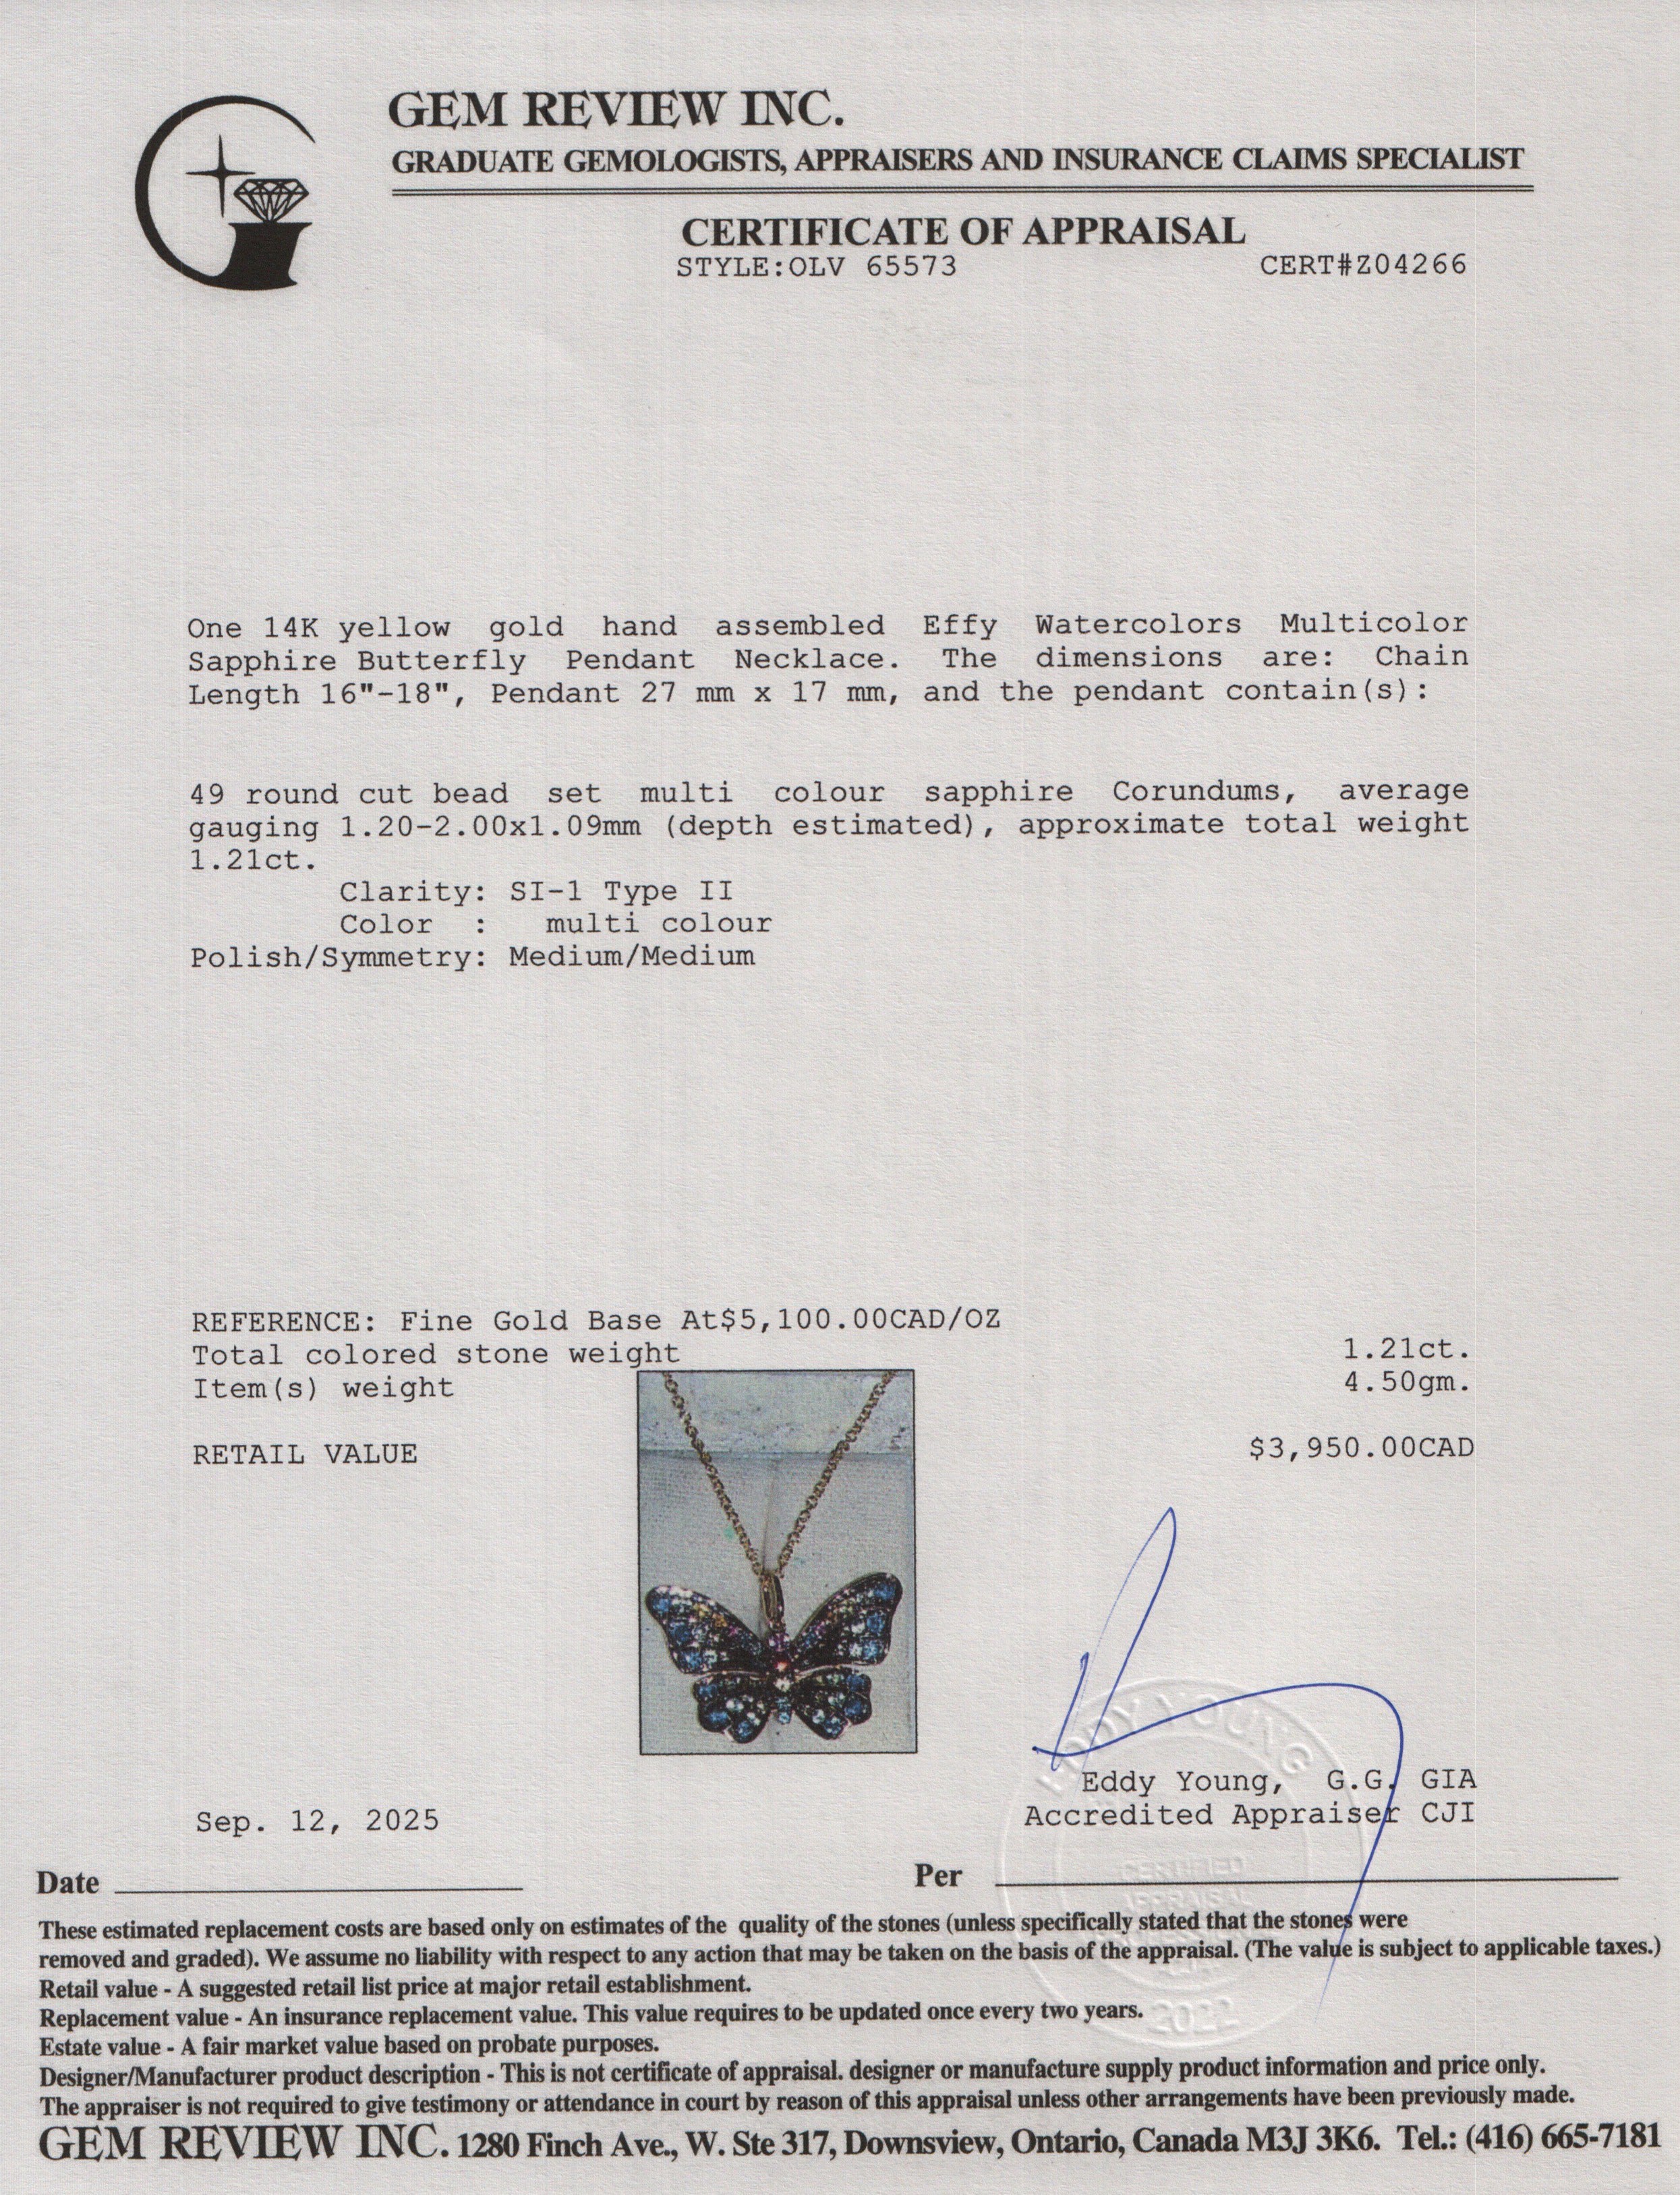 GEM REVIEW INC.
GRADUATE GEMOLOGISTS, APPRAISERS AND INSURANCE CLAIMS SPECIALIST
CERTIFICATE OF APPRAISAL
STYLE:OLV 65573 CERT#Z04266
One 14K yellow gold hand assembled Effy Watercolors Multicolor
Sapphire Butterfly Pendant Necklace. The dimensions are: Chain
Length 16"-18", Pendant 27 mm x 17 mm, and the pendant contain(s):
49 round cut bead set multi colour sapphire Corundums, average
gauging 1.20-2.00x1.09mm (depth estimated), approximate total weight
1.21ct.
Clarity: SI-1 Type II
Color : multi colour
Polish/Symmetry: Medium/Medium
REFERENCE: Fine Gold Base At$5,100.00CAD/OZ
Total colored stone weight 1.21ct.
Item(s) weight 4.50gm.
RETAIL VALUE $3,950.00CAD
EDDY YOUNG
Eddy Young, G.G. GIA
Sep. 12, 2025 Accredited Appraiser CJI
CERTIFIED
APPRAISAL
Date Per
2022
These estimated replacement costs are based only on estimates of the quality of the stones (unless specifically stated that the stones were
removed and graded). We assume no liability with respect to any action that may be taken on the basis of the appraisal. (The value is subject to applicable taxes.)
Retail value - A suggested retail list price at major retail establishment.
Replacement value - An insurance replacement value. This value requires to be updated once every two years.
Estate value - A fair market value based on probate purposes.
Designer/Manufacturer product description - This is not certificate of appraisal. designer or manufacture supply product information and price only.
The appraiser is not required to give testimony or attendance in court by reason of this appraisal unless other arrangements have been previously made.
GEM REVIEW INC. 1280 Finch Ave., W. Ste 317, Downsview, Ontario, Canada M3J 3K6. Tel.: (416) 665-7181